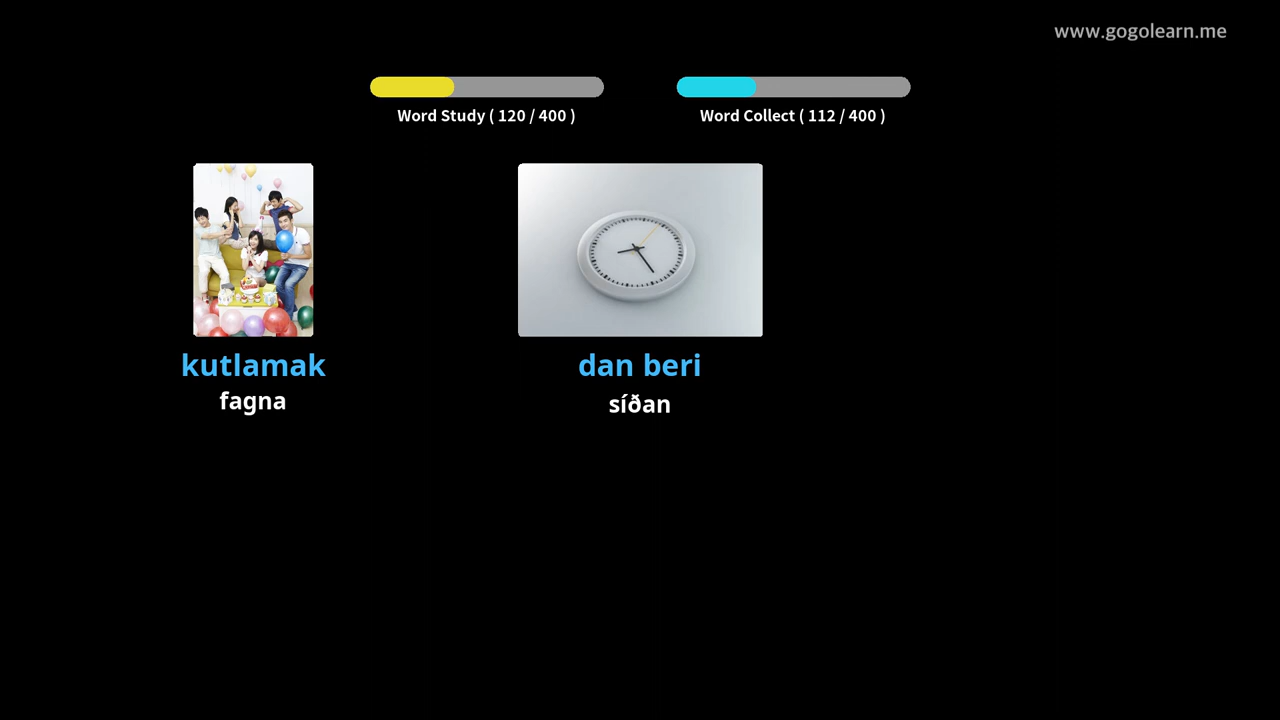 www.gogolearn.me
Word Study ( 120 / 400 )
Word Collect ( 112 / 400 )
kutlamak
fagna
dan beri
síðan